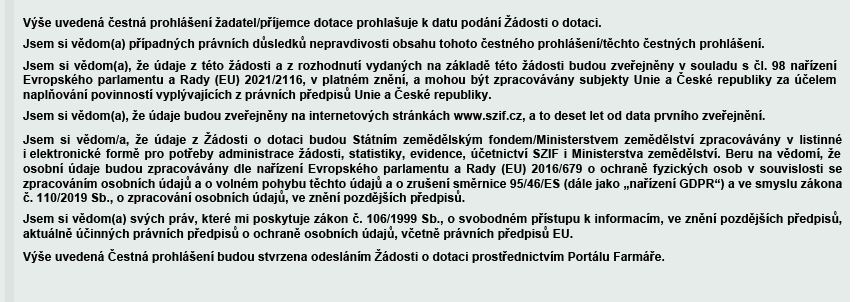 Výše uvedená čestná prohlášení žadatel/příjemce dotace prohlašuje k datu podání Žádosti o dotaci.
Jsem si vědom(a) případných právních důsledků nepravdivosti obsahu tohoto čestného prohlášení/těchto čestných prohlášení.
Jsem si vědom(a), že údaje z této žádosti a z rozhodnutí vydaných na základě této žádosti budou zveřejněny v souladu s čl. 98 nařízení
Evropského parlamentu a Rady (EU) 2021/2116, v platném znění, a mohou být zpracovávány subjekty Unie a České republiky za účelem
naplňování povinností vyplývajících z právních předpisů Unie a České republiky.
Jsem si vědom(a), že údaje budou zveřejněny na internetových stránkách www.szif.cz, a to deset let od data prvního zveřejnění.
Jsem si vědom/a, že údaje z Žádosti o dotaci budou Státním zemědělským fondem/Ministerstvem zemědělství zpracovávány v listinné
i elektronické formě pro potřeby administrace žádosti, statistiky, evidence, účetnictví SZIF i Ministerstva zemědělství. Beru na vědomí, že
osobní údaje budou zpracovávány dle nařízení Evropského parlamentu a Rady (EU) 2016/679 o ochraně fyzických osob v souvislosti se
zpracováním osobních údajů a o volném pohybu těchto údajů a o zrušení směrnice 95/46/ES (dále jako „nařízení GDPR“) a ve smyslu zákona
č. 110/2019 Sb., o zpracování osobních údajů, ve znění pozdějších předpisů.
Jsem si vědom(a) svých práv, které mi poskytuje zákon č. 106/1999 Sb., o svobodném přístupu k informacím, ve znění pozdějších předpisů,
aktuálně účinných právních předpisů o ochraně osobních údajů, včetně právních předpisů EU.
Výše uvedená Čestná prohlášení budou stvrzena odesláním Žádosti o dotaci prostřednictvím Portálu Farmáře.